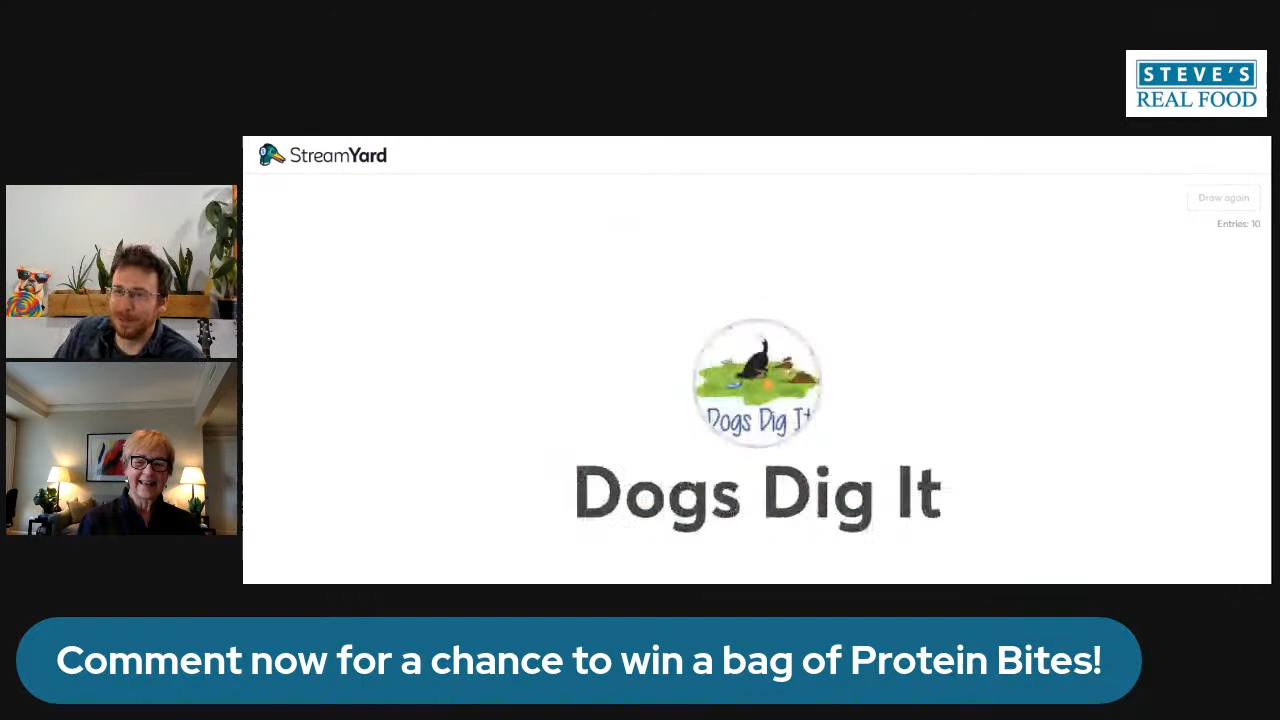 STEVE'S
REAL FOOD
StreamYard
Draw again
Entries: 10
Dogs Dig It
Dogs Dig It
Comment now for a chance to win a bag of Protein Bites!